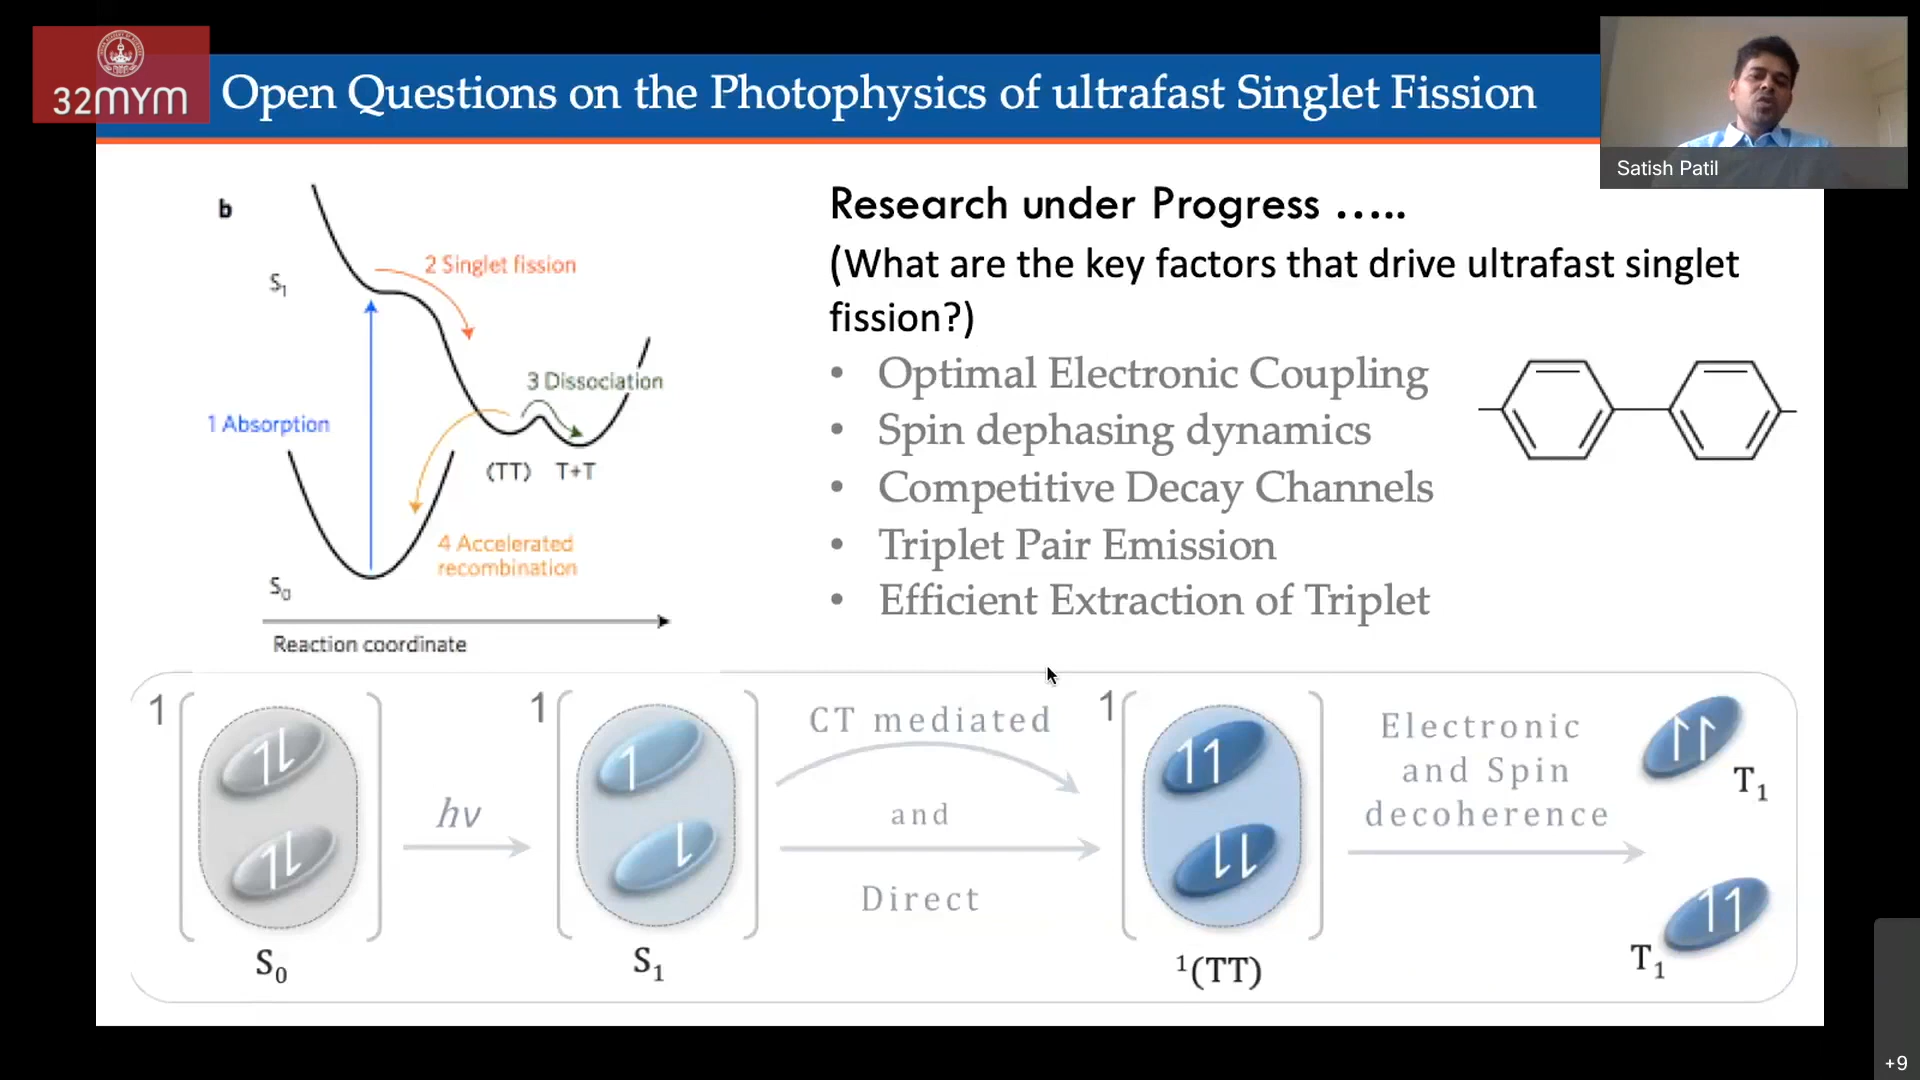 32MYM
Open Questions on the Photophysics of ultrafast Singlet Fission
Satish Patil
b
S1
2 Singlet fission
3 Dissociation
1 Absorption
(TT) T+T
4 Accelerated
recombination
S0
Reaction coordinate
Research under Progress .....
(What are the key factors that drive ultrafast singlet
fission?)
• Optimal Electronic Coupling
• Spin dephasing dynamics
• Competitive Decay Channels
• Triplet Pair Emission
• Efficient Extraction of Triplet
1
S0
hν
1
S1
CT mediated
and
Direct
1
1(TT)
Electronic
and Spin
decoherence
T1
T1
+9